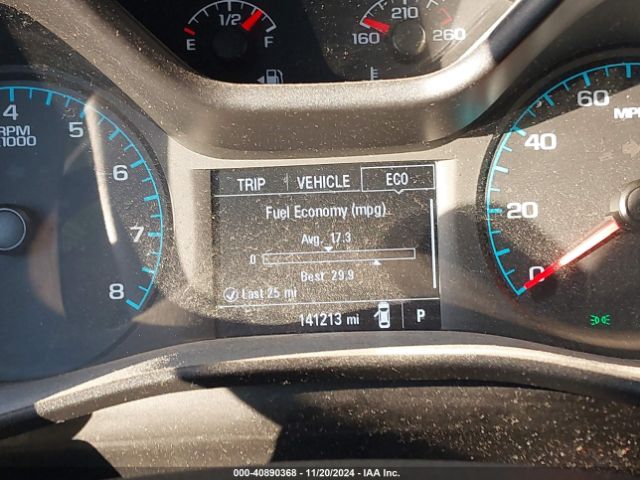 1/2
E F
210
160 260
4 5 6 7 8
RPM
x1000
TRIP VEHICLE ECO
Fuel Economy (mpg)
Avg. 17.3
0
Best 29.9
Last 25 mi
141213 mi P
60 MPH
40
20
0
000-40890368 - 11/20/2024 - IAA Inc.